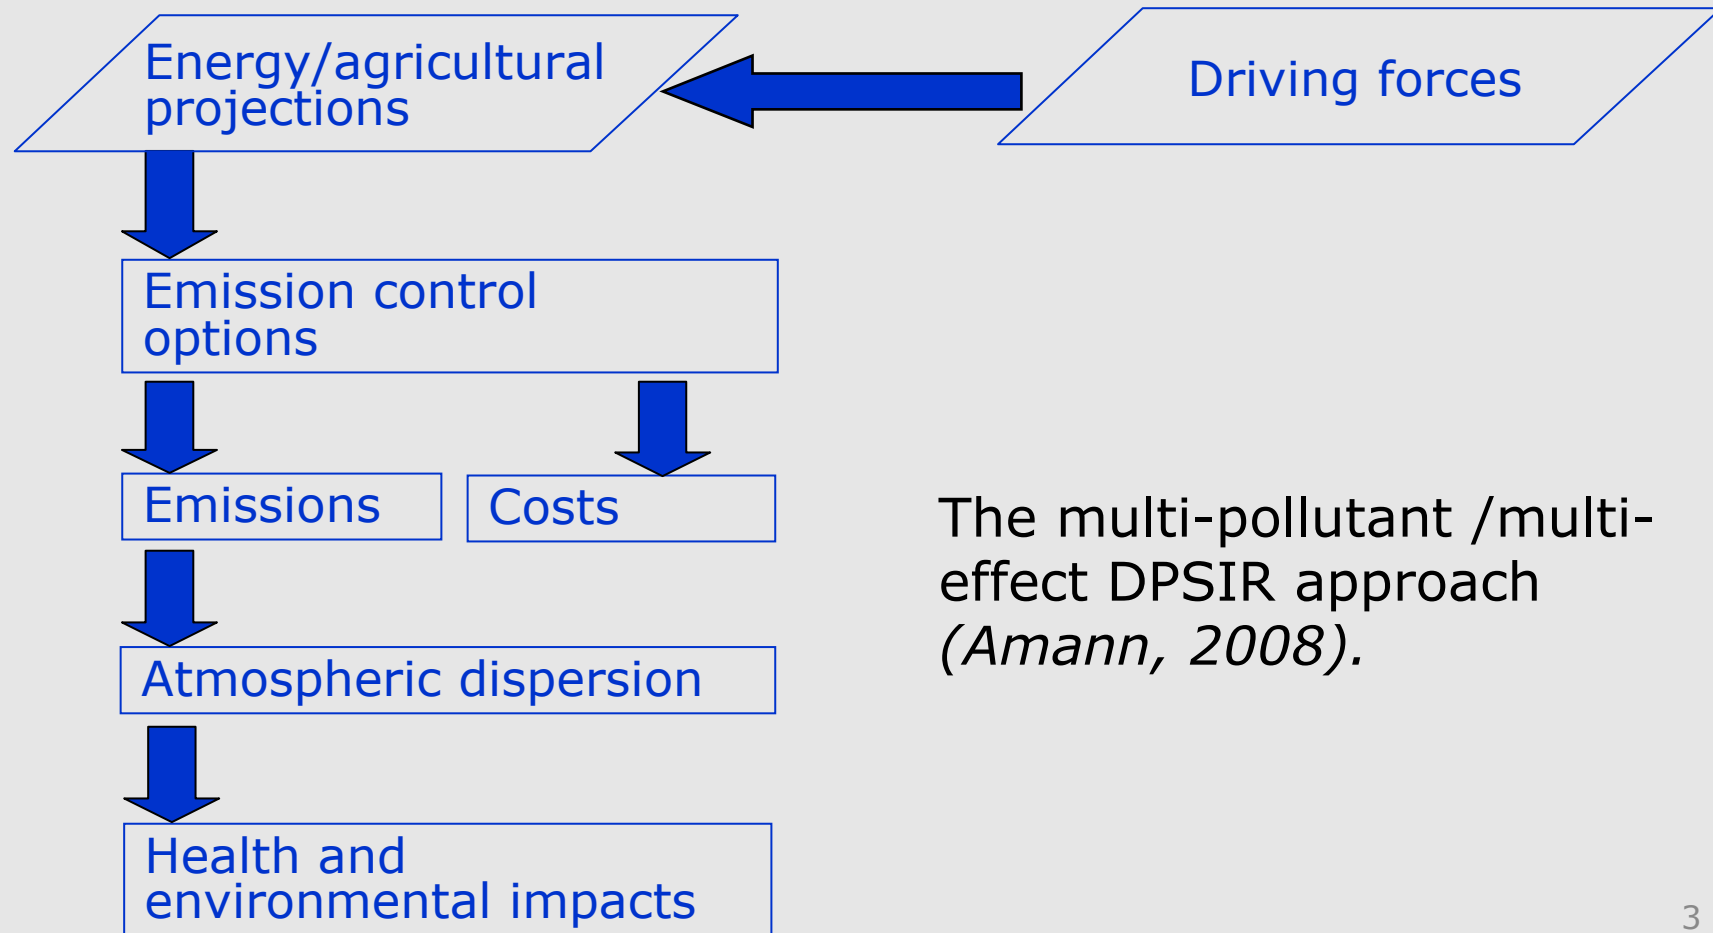 Energy/agricultural
projections
Driving forces
Emission control
options
Emissions
Costs
The multi-pollutant /multi-
effect DPSIR approach
(Amann, 2008).
Atmospheric dispersion
Health and
environmental impacts
3